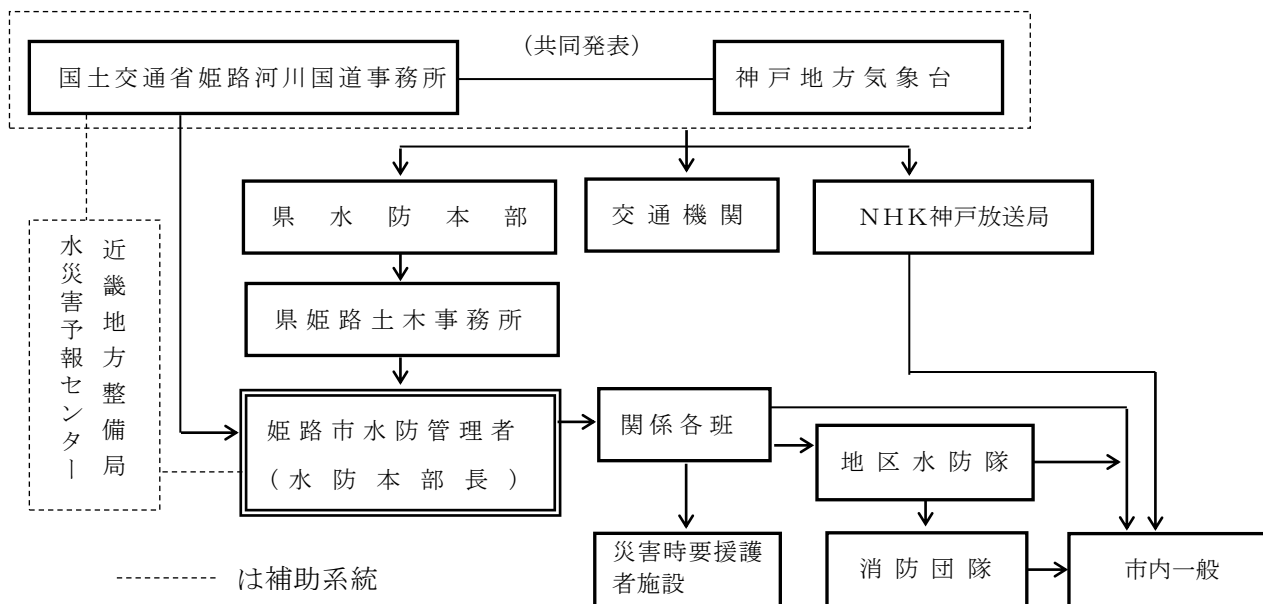 (共同発表)
国土交通省姫路河川国道事務所
神戸地方気象台
県水防本部
交通機関
NHK神戸放送局
近畿地方整備局
水災害予報センター
県姫路土木事務所
姫路市水防管理者
(水防本部長)
関係各班
地区水防隊
災害時要援護
者施設
消防団隊
市内一般
は補助系統